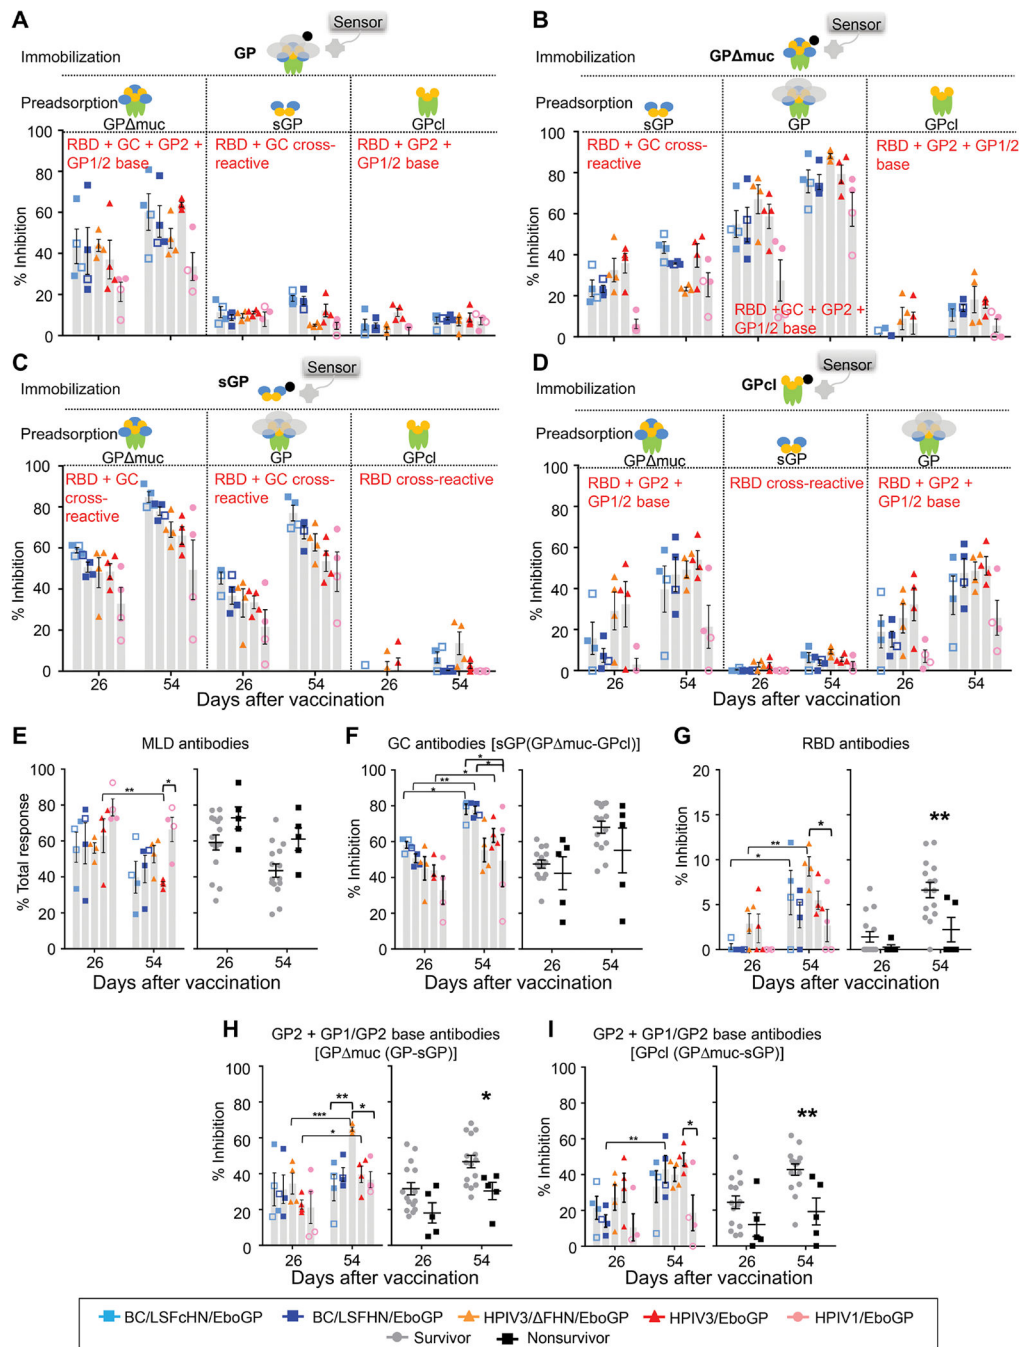 A
Sensor
GP
Immobilization
Preadsorption
GPΔmuc
sGP
GPcl
RBD + GC + GP2 +
GP1/2 base
RBD + GC cross-
reactive
RBD + GP2 +
GP1/2 base
% Inhibition
100
80
60
40
20
0
B
Sensor
GPΔmuc
Immobilization
Preadsorption
sGP
GP
GPcl
RBD + GC cross-
reactive
RBD + GP2 + GP1/2
base
RBD +GC + GP2 +
GP1/2 base
% Inhibition
100
80
60
40
20
0
C
Sensor
sGP
Immobilization
Preadsorption
GPΔmuc
GP
GPcl
RBD + GC
cross-
reactive
RBD + GC cross-
reactive
RBD cross-reactive
% Inhibition
100
80
60
40
20
0
26 54 26 54 26 54
Days after vaccination
D
Sensor
GPcl
Immobilization
Preadsorption
GPΔmuc
sGP
GP
RBD + GP2 +
GP1/2 base
RBD cross-reactive
RBD + GP2 +
GP1/2 base
% Inhibition
100
80
60
40
20
0
26 54 26 54 26 54
Days after vaccination
E
MLD antibodies
% Total response
100
80
60
40
20
0
**
*
26 54 26 54
Days after vaccination
F
GC antibodies [sGP(GPΔmuc-GPcl)]
% Inhibition
100
80
60
40
20
0
*
*
*
**
*
26 54 26 54
Days after vaccination
G
RBD antibodies
% Inhibition
20
15
10
5
0
*
**
*
**
26 54 26 54
Days after vaccination
H
GP2 + GP1/GP2 base antibodies
[GPΔmuc (GP-sGP)]
% Inhibition
100
80
60
40
20
0
**
***
*
*
*
26 54 26 54
Days after vaccination
I
GP2 + GP1/GP2 base antibodies
[GPcl (GPΔmuc-sGP)]
% Inhibition
100
80
60
40
20
0
**
*
**
26 54 26 54
Days after vaccination
BC/LSFcHN/EboGP BC/LSFHN/EboGP HPIV3/ΔFHN/EboGP HPIV3/EboGP HPIV1/EboGP
Survivor Nonsurvivor